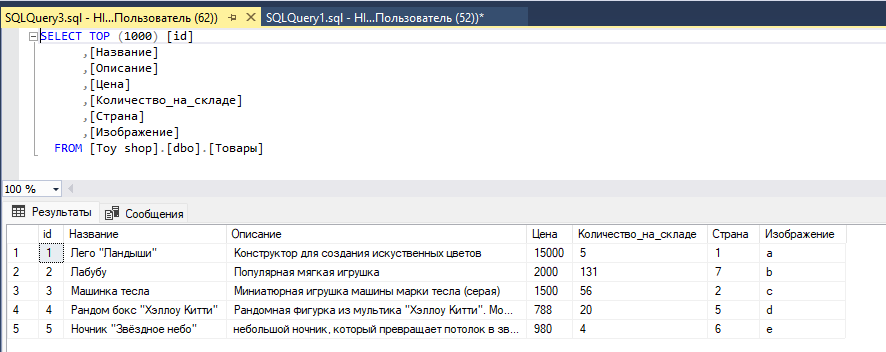 SQLQuery3.sql - HI...Пользователь (62)) SQLQuery1.sql - HI...Пользователь (52))*
SELECT TOP (1000) [id]
,[Название]
,[Описание]
,[Цена]
,[Количество_на_складе]
,[Страна]
,[Изображение]
FROM [Toy shop].[dbo].[Товары]
100 %
Результаты Сообщения
id Название Описание Цена Количество_на_складе Страна Изображение
1 1 Лего "Ландыши" Конструктор для создания искуственных цветов 15000 5 1 a
2 2 Лабубу Популярная мягкая игрушка 2000 131 7 b
3 3 Машинка тесла Миниатюрная игрушка машины марки тесла (серая) 1500 56 2 c
4 4 Рандом бокс "Хэллоу Китти" Рандомная фигурка из мультика "Хэллоу Китти". Мо... 788 20 5 d
5 5 Ночник "Звёздное небо" небольшой ночник, который превращает потолок в зв... 980 4 6 e